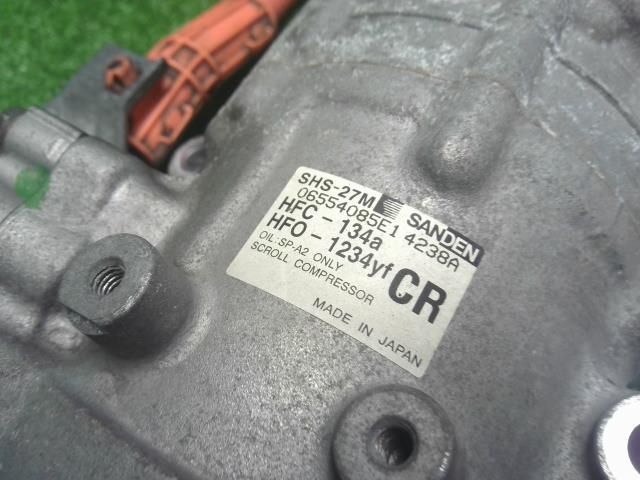 SHS-27M SANDEN
06554085E1 4238A
HFC - 134a
HFO - 1234yf CR
OIL:SP-A2 ONLY
SCROLL COMPRESSOR
MADE IN JAPAN